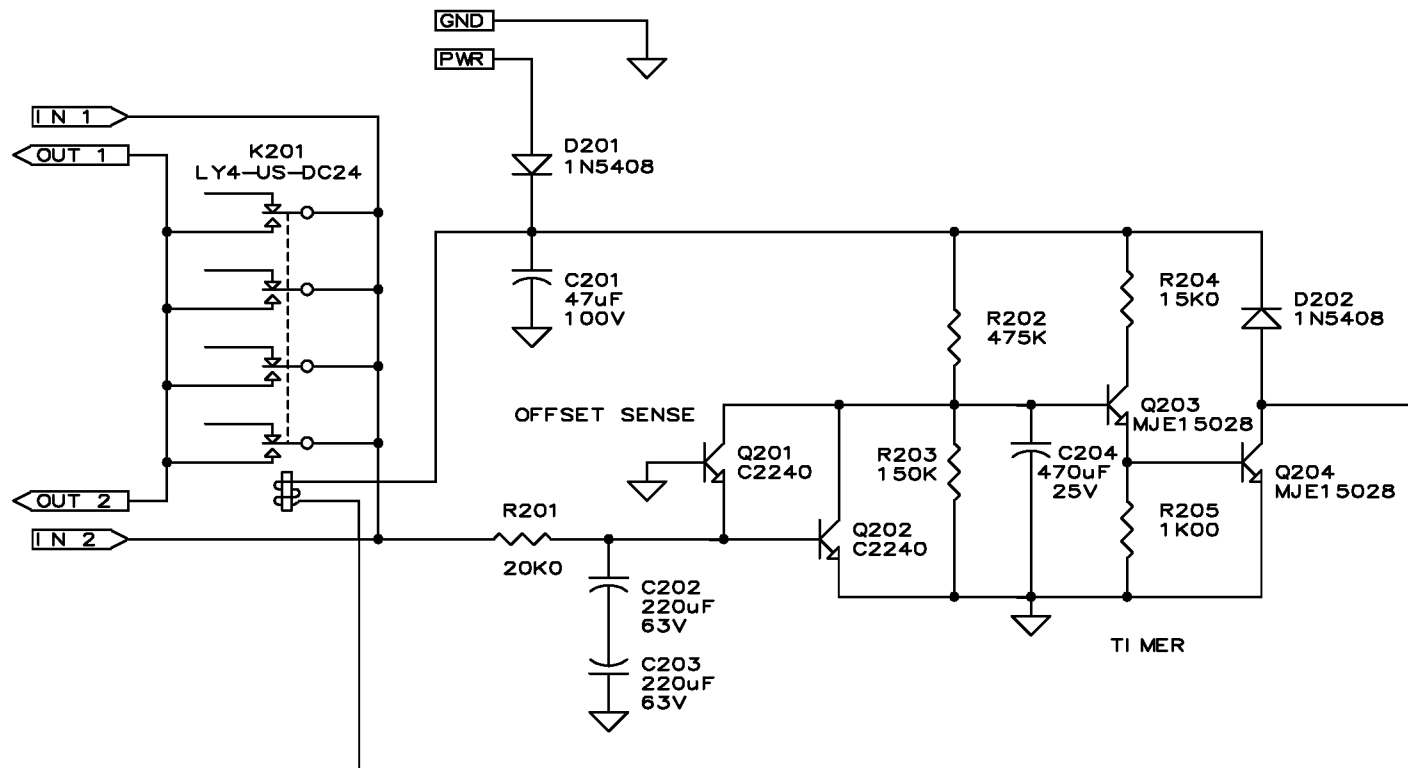 GND
PWR
IN 1
OUT 1
K201
LY4-US-DC24
D201
1N5408
C201
47uF
100V
R202
475K
R204
15K0
D202
1N5408
OFFSET SENSE
Q201
C2240
R203
150K
C204
470uF
25V
Q203
MJE15028
Q204
MJE15028
OUT 2
IN 2
R201
20K0
Q202
C2240
R205
1K00
C202
220uF
63V
C203
220uF
63V
TIMER